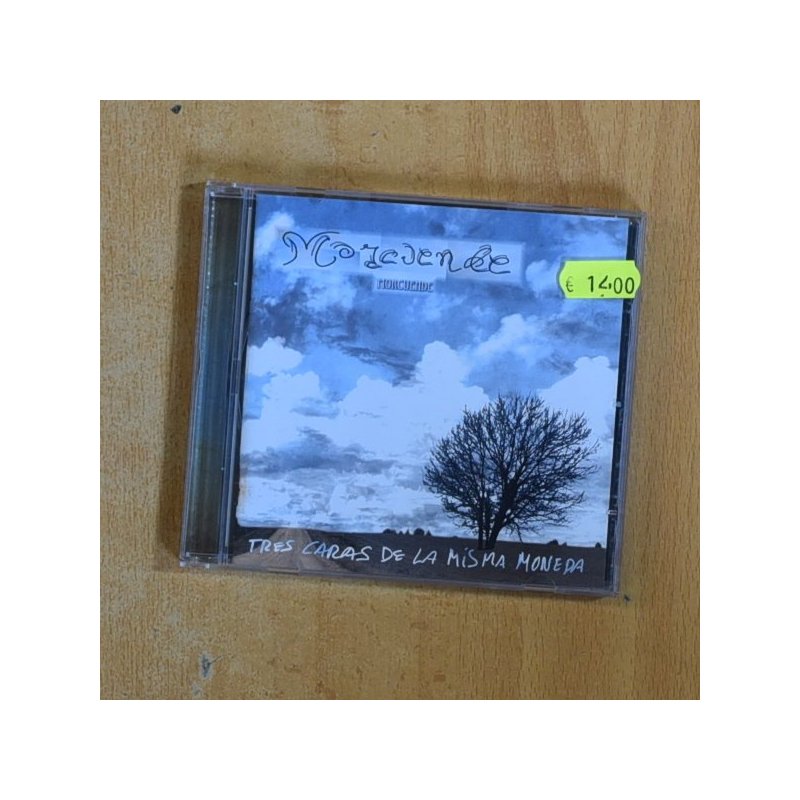 Morcuende
MORCUENDE
€ 14.00
TRES CARAS DE LA MISMA MONEDA